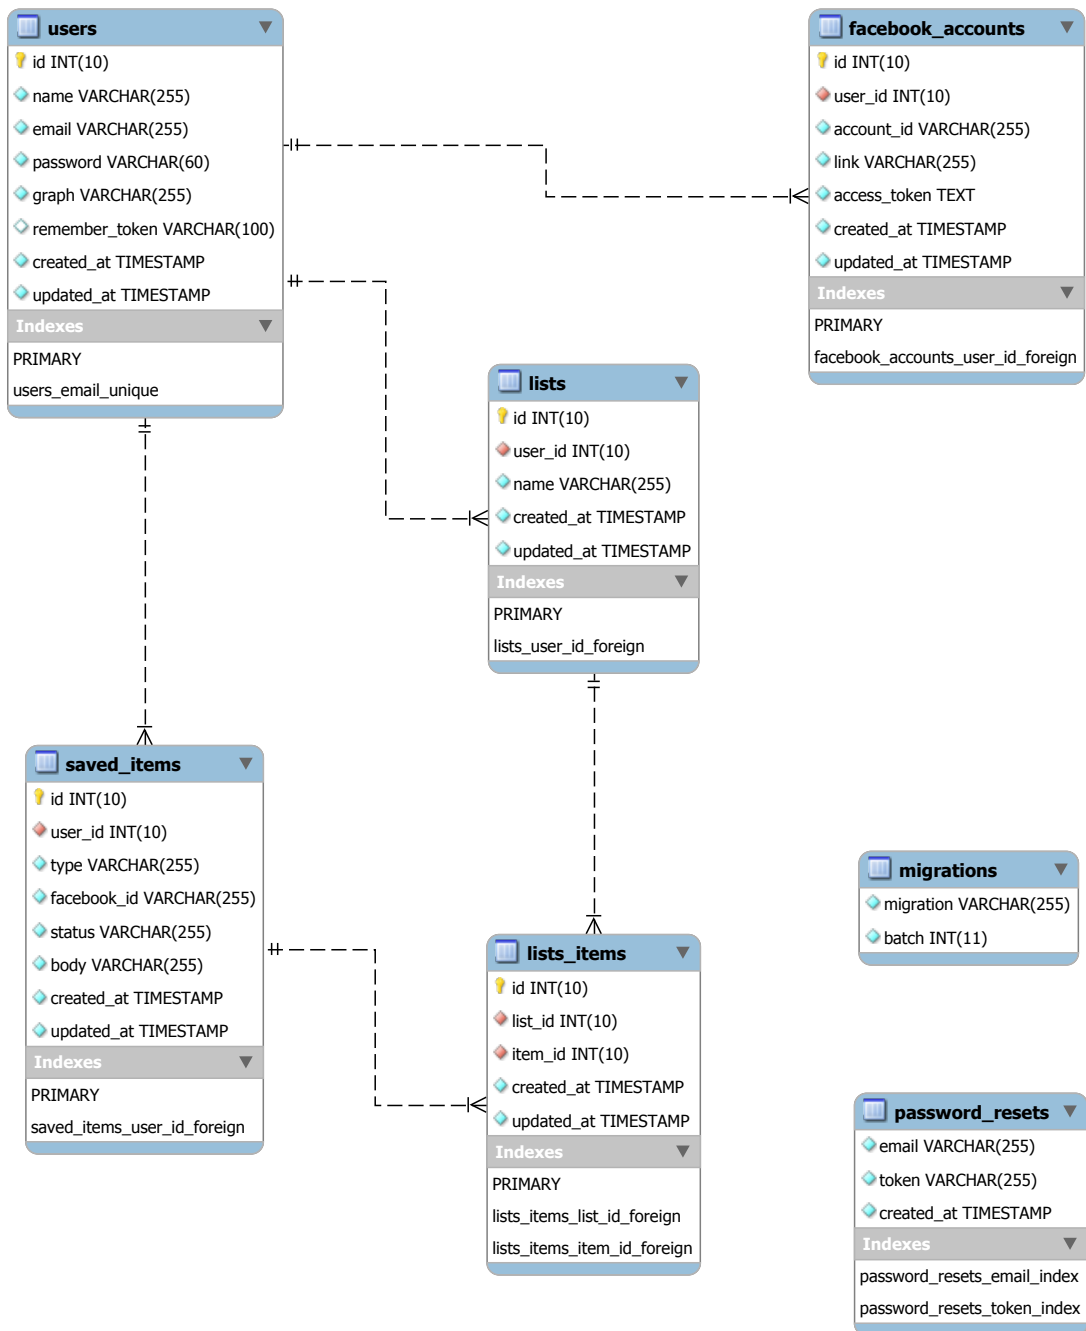 users
id INT(10)
name VARCHAR(255)
email VARCHAR(255)
password VARCHAR(60)
graph VARCHAR(255)
remember_token VARCHAR(100)
created_at TIMESTAMP
updated_at TIMESTAMP
Indexes
PRIMARY
users_email_unique
facebook_accounts
id INT(10)
user_id INT(10)
account_id VARCHAR(255)
link VARCHAR(255)
access_token TEXT
created_at TIMESTAMP
updated_at TIMESTAMP
Indexes
PRIMARY
facebook_accounts_user_id_foreign
lists
id INT(10)
user_id INT(10)
name VARCHAR(255)
created_at TIMESTAMP
updated_at TIMESTAMP
Indexes
PRIMARY
lists_user_id_foreign
saved_items
id INT(10)
user_id INT(10)
type VARCHAR(255)
facebook_id VARCHAR(255)
status VARCHAR(255)
body VARCHAR(255)
created_at TIMESTAMP
updated_at TIMESTAMP
Indexes
PRIMARY
saved_items_user_id_foreign
lists_items
id INT(10)
list_id INT(10)
item_id INT(10)
created_at TIMESTAMP
updated_at TIMESTAMP
Indexes
PRIMARY
lists_items_list_id_foreign
lists_items_item_id_foreign
migrations
migration VARCHAR(255)
batch INT(11)
password_resets
email VARCHAR(255)
token VARCHAR(255)
created_at TIMESTAMP
Indexes
password_resets_email_index
password_resets_token_index